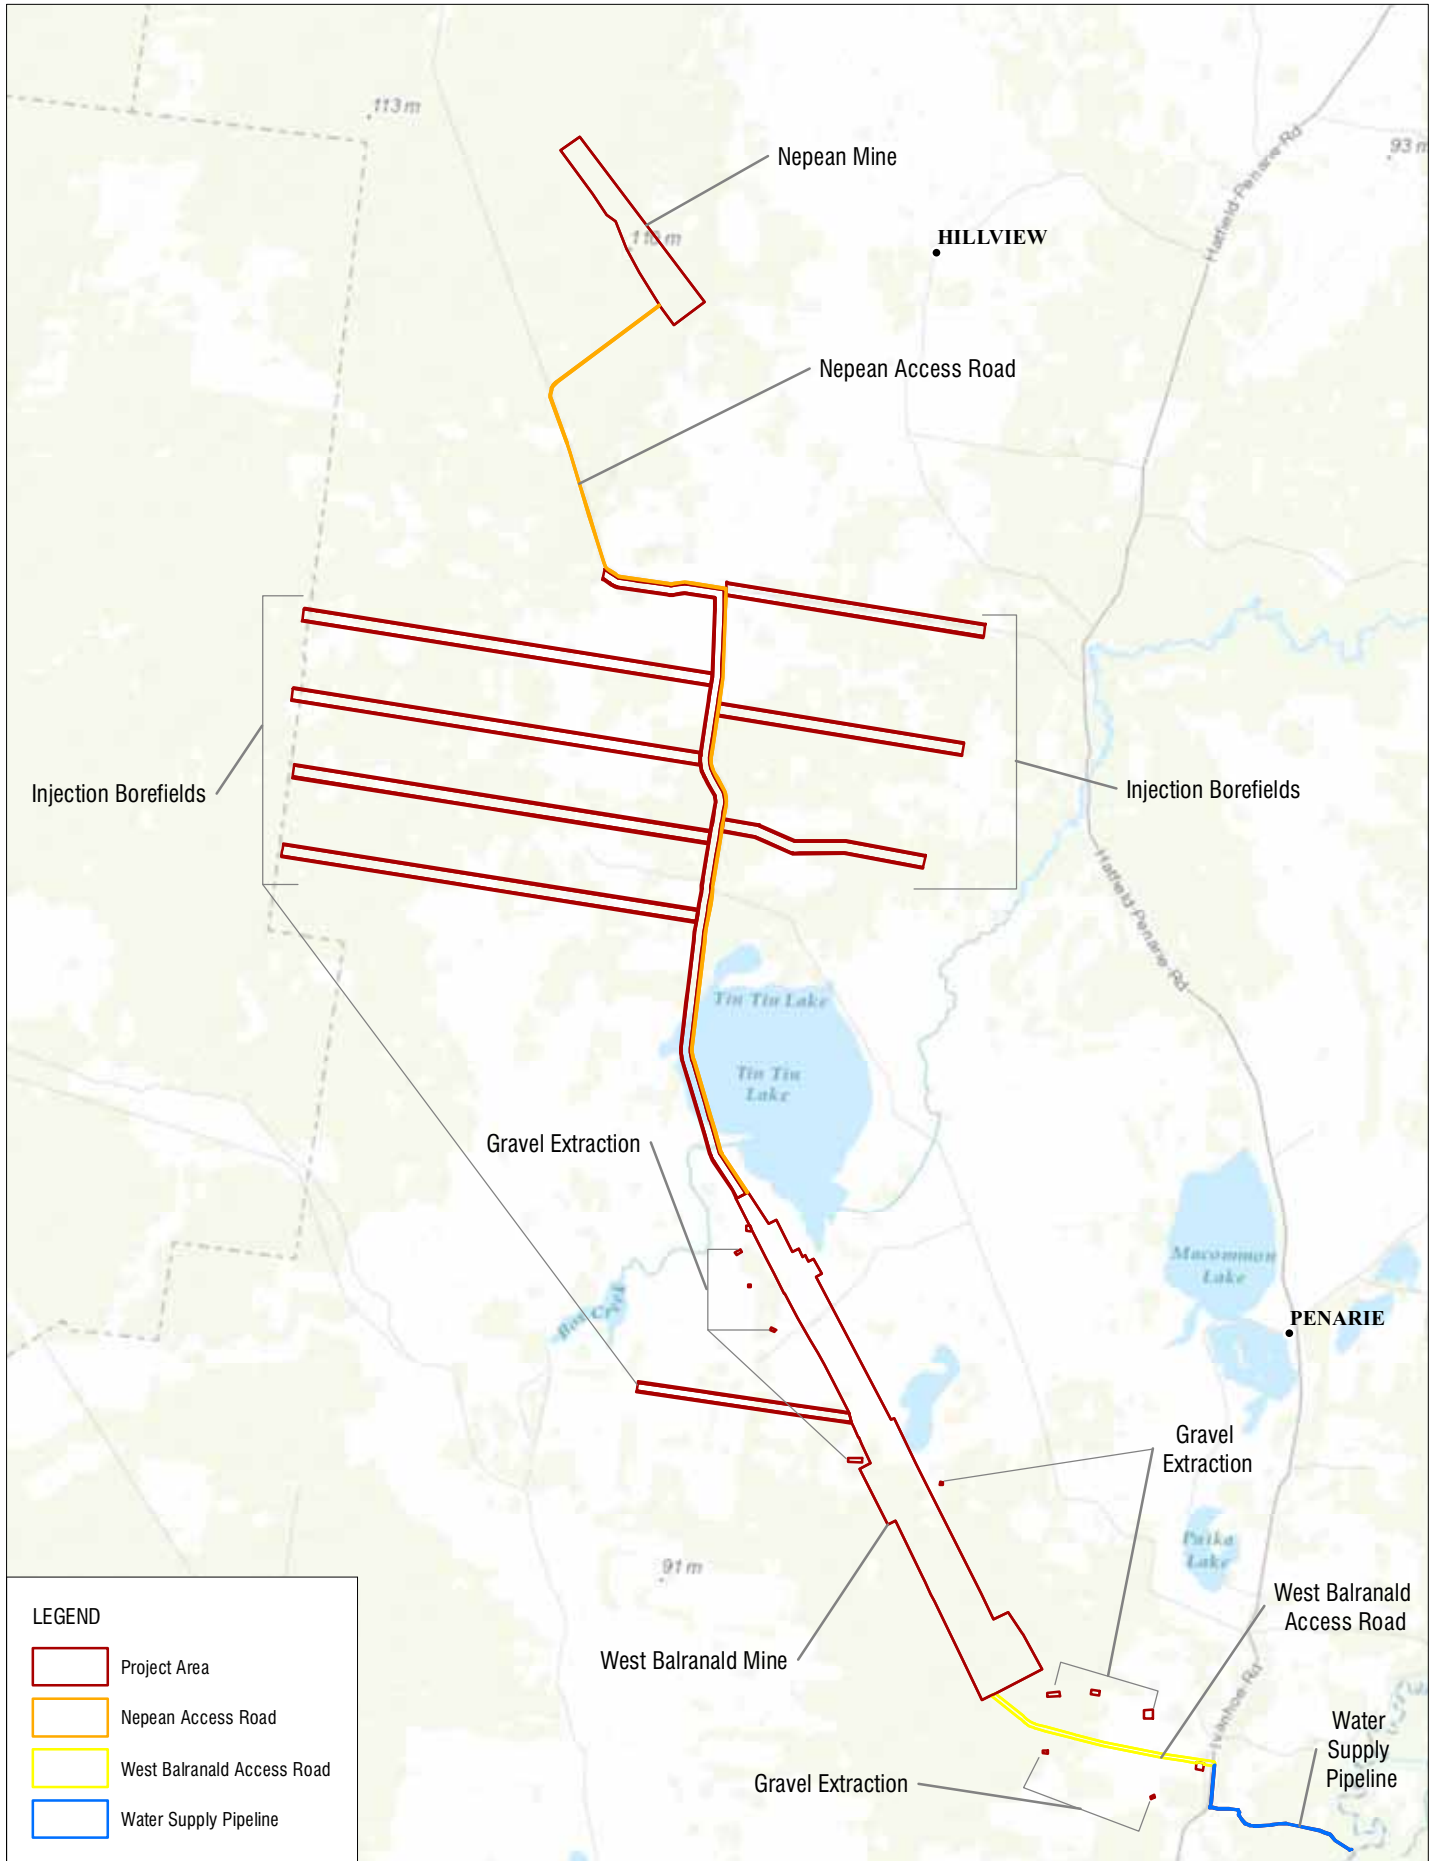 113 m
Nepean Mine
Hatfield-Penarie Rd
93 m
110 m
HILLVIEW
Nepean Access Road
Injection Borefields
Injection Borefields
Hatfield-Penarie Rd
Tin Tin Lake
Tin Tin
Lake
Gravel Extraction
Macommon
Lake
Box Creek
PENARIE
Gravel
Extraction
Paika
Lake
91 m
West Balranald
Access Road
West Balranald Mine
Ivanhoe Rd
Water
Supply
Pipeline
Gravel Extraction
LEGEND
Project Area
Nepean Access Road
West Balranald Access Road
Water Supply Pipeline